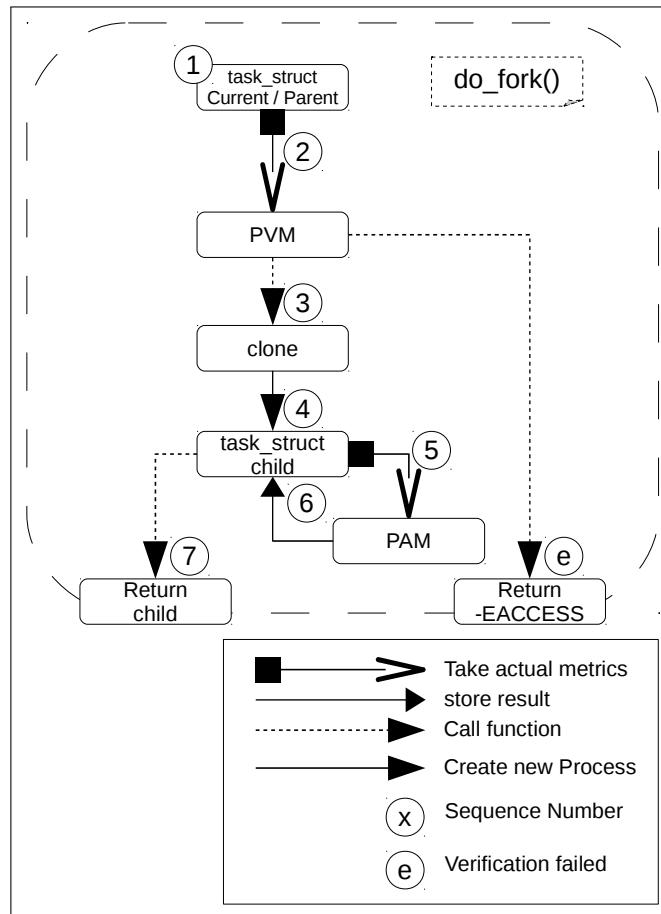 1
task_struct
Current / Parent
do_fork()
2
PVM
3
clone
4
task_struct
child
5
6
PAM
7
Return
child
e
Return
-EACCESS
Take actual metrics
store result
Call function
Create new Process
x
Sequence Number
e
Verification failed